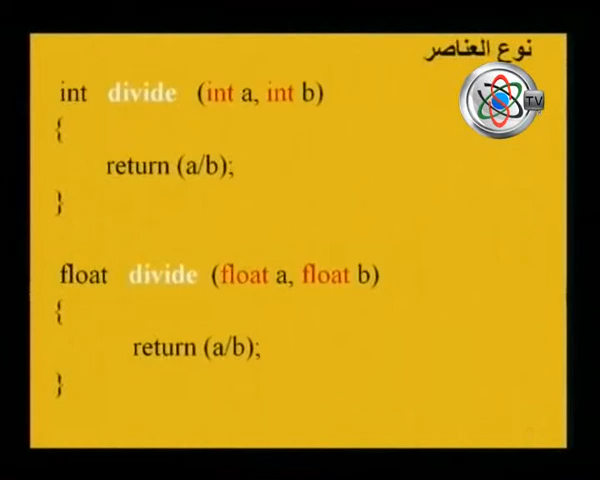 نوع العناصر
TV
int divide (int a, int b)
{
return (a/b);
}
float divide (float a, float b)
{
return (a/b);
}